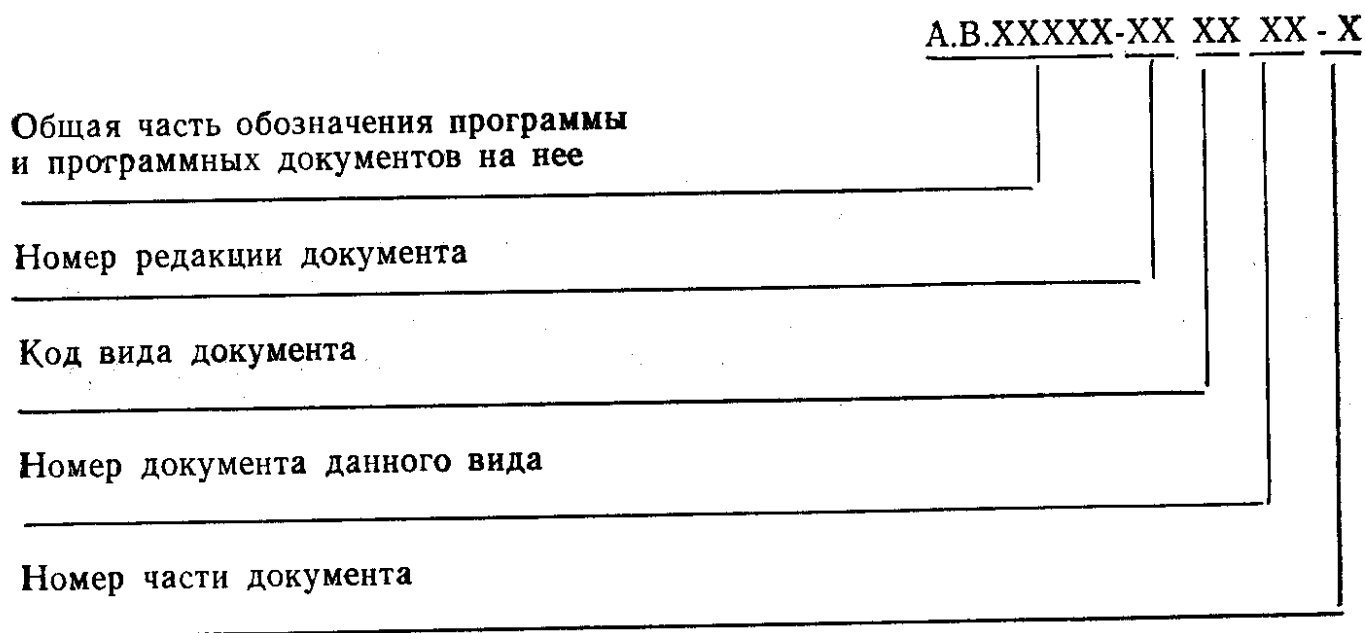 А.В.ХХХХХ-ХХ ХХ ХХ - Х
Общая часть обозначения программы
и программных документов на нее
Номер редакции документа
Код вида документа
Номер документа данного вида
Номер части документа